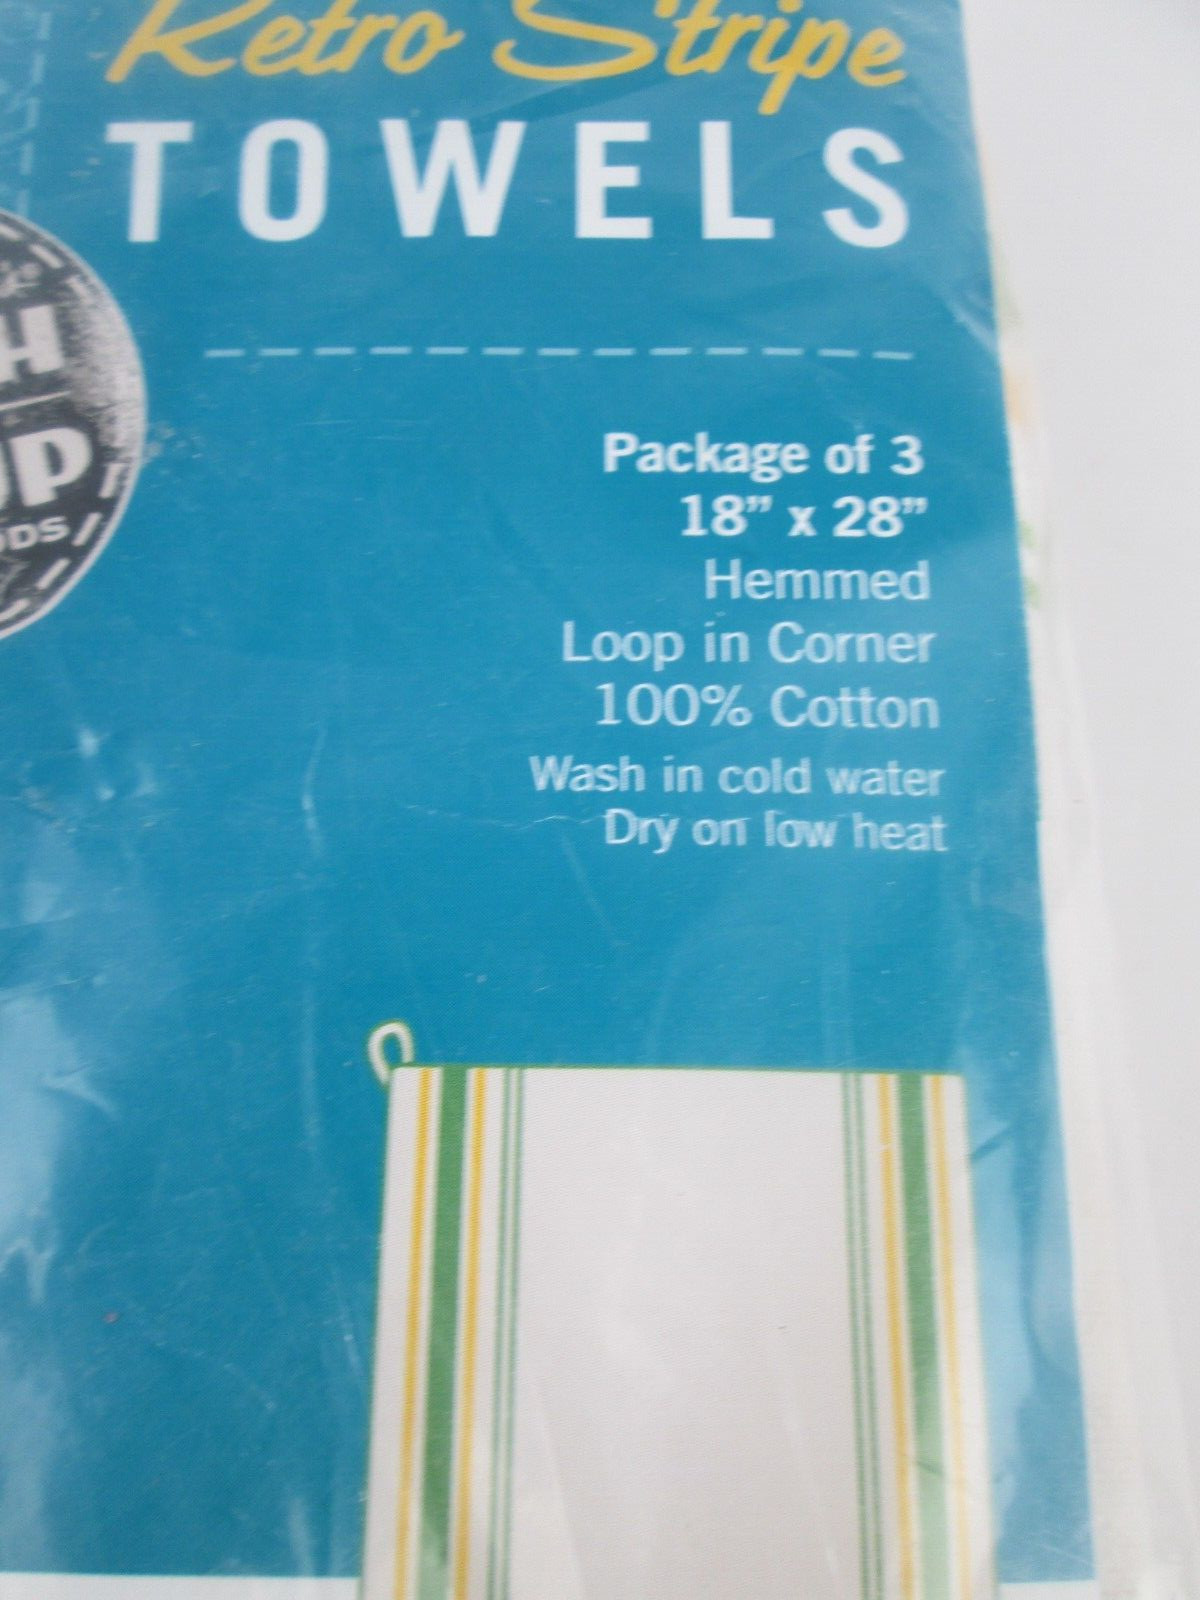 Retro Stripe
TOWELS
Package of 3
18” x 28”
Hemmed
Loop in Corner
100% Cotton
Wash in cold water
Dry on low heat